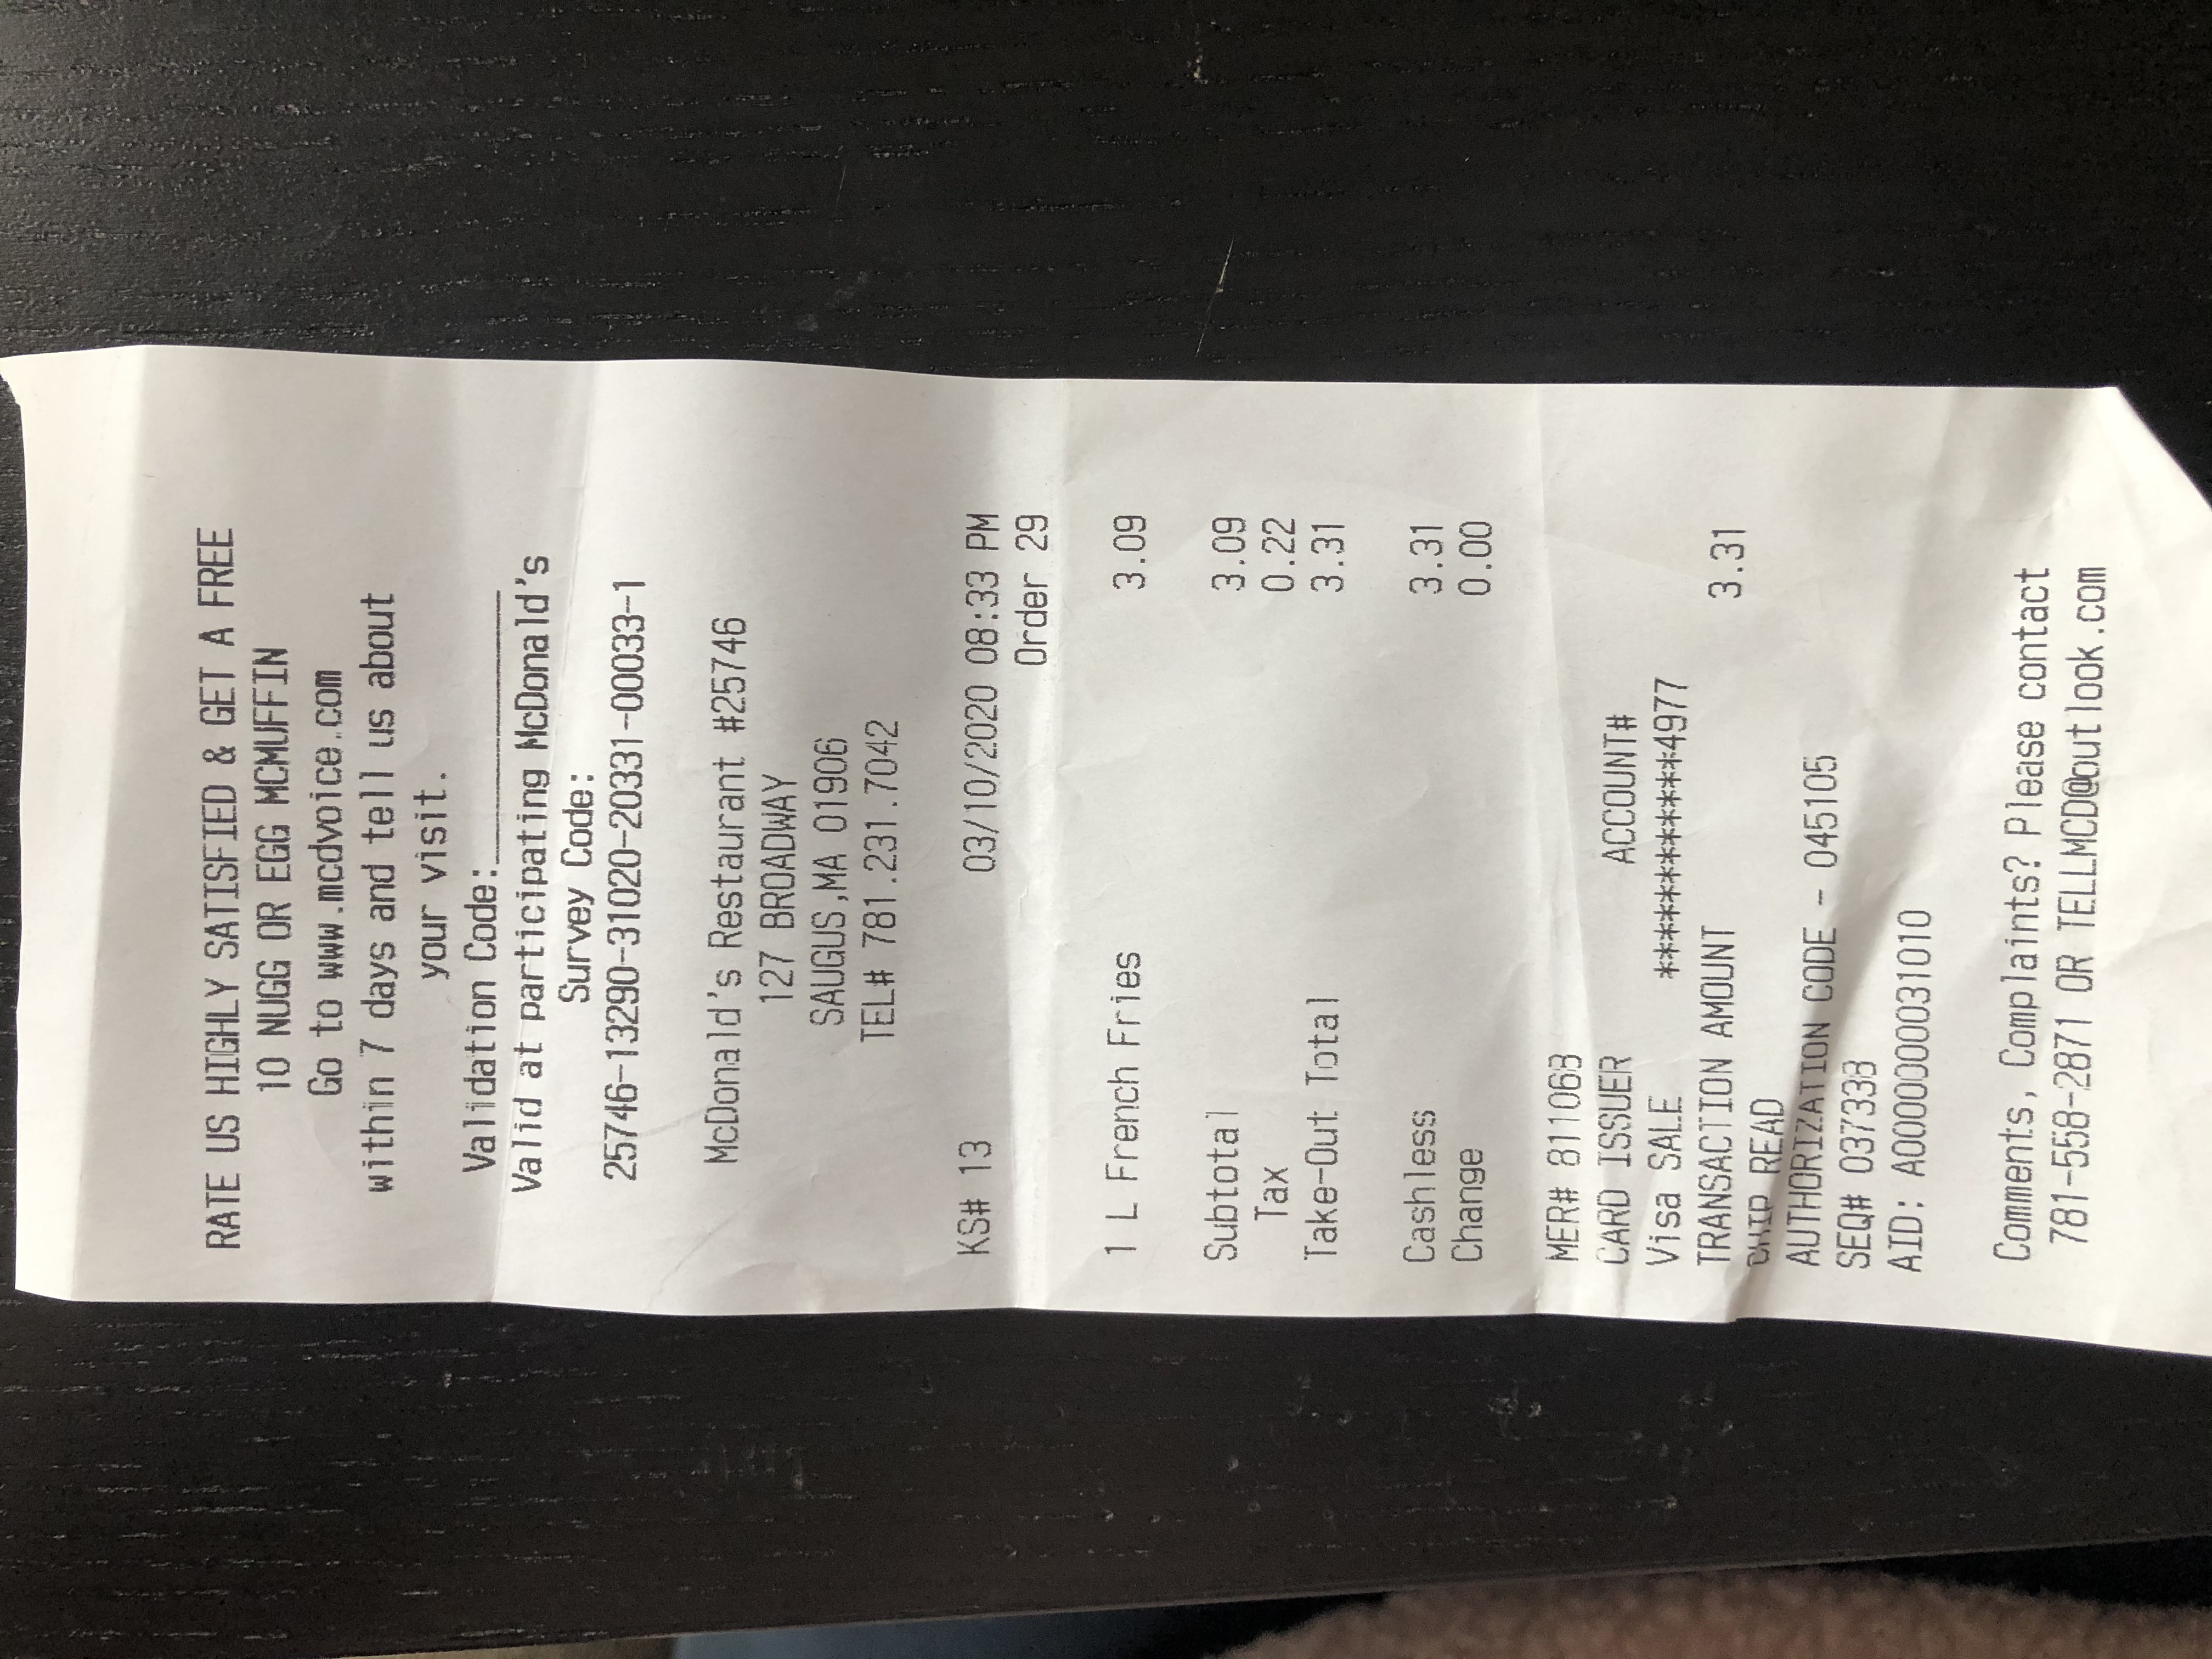 RATE US HIGHLY SATISFIED & GET A FREE
10 NUGG OR EGG MCMUFFIN
Go to www.mcdvoice.com
within 7 days and tell us about
your visit.
Validation Code:______________
Valid at participating McDonald's
Survey Code:
25746-13290-31020-20331-00033-1
McDonald's Restaurant #25746
127 BROADWAY
SAUGUS,MA 01906
TEL# 781.231.7042
KS# 13 03/10/2020 08:33 PM
Order 29
1 L French Fries 3.09
Subtotal 3.09
Tax 0.22
Take-Out Total 3.31
Cashless 3.31
Change 0.00
MER# 811068
CARD ISSUER ACCOUNT#
Visa SALE ************4977
TRANSACTION AMOUNT 3.31
CHIP READ
AUTHORIZATION CODE - 045105
SEQ# 037338
AID: A0000000031010
Comments, Complaints? Please contact
781-558-2871 OR TELLMCD@outlook.com